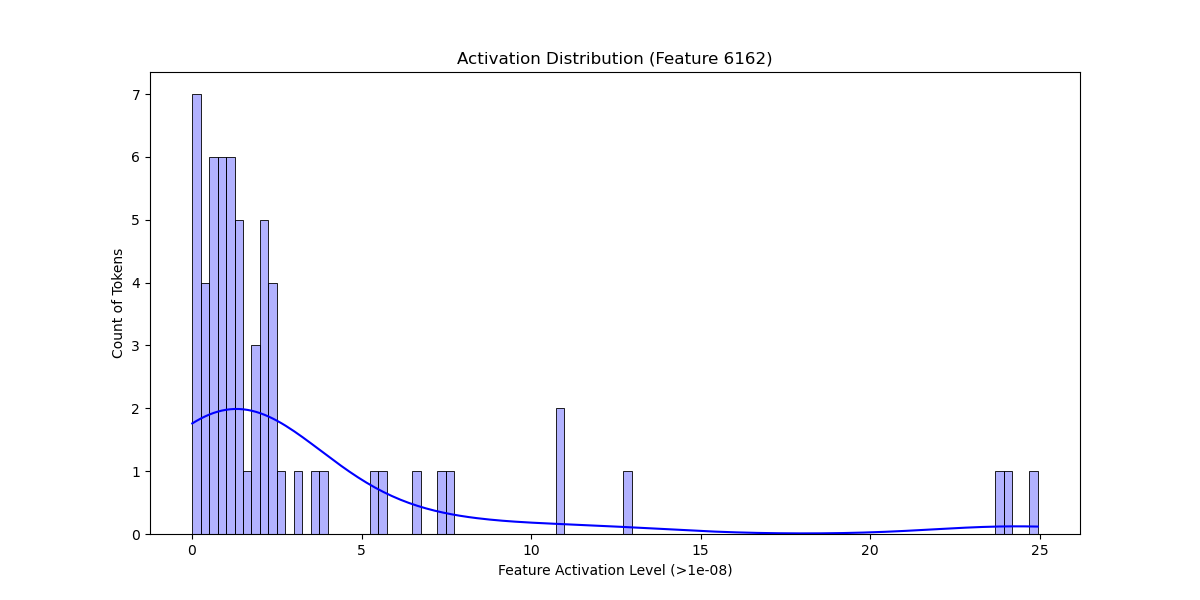 Activation Distribution (Feature 6162)
7
6
5
4
3
2
1
0
Count of Tokens
0 5 10 15 20 25
Feature Activation Level (>1e-08)